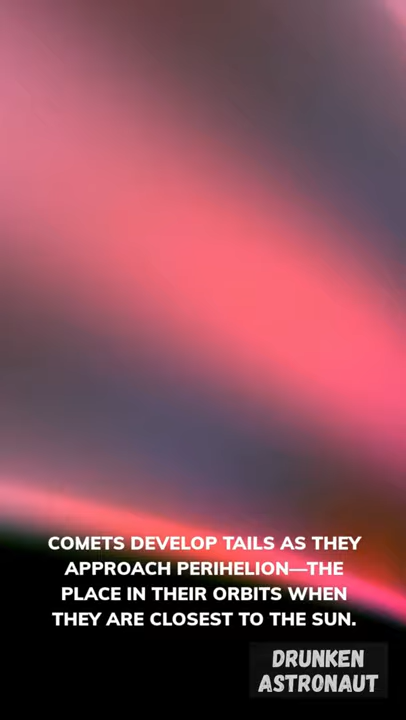 COMETS DEVELOP TAILS AS THEY
APPROACH PERIHELION—THE
PLACE IN THEIR ORBITS WHEN
THEY ARE CLOSEST TO THE SUN.
DRUNKEN
ASTRONAUT